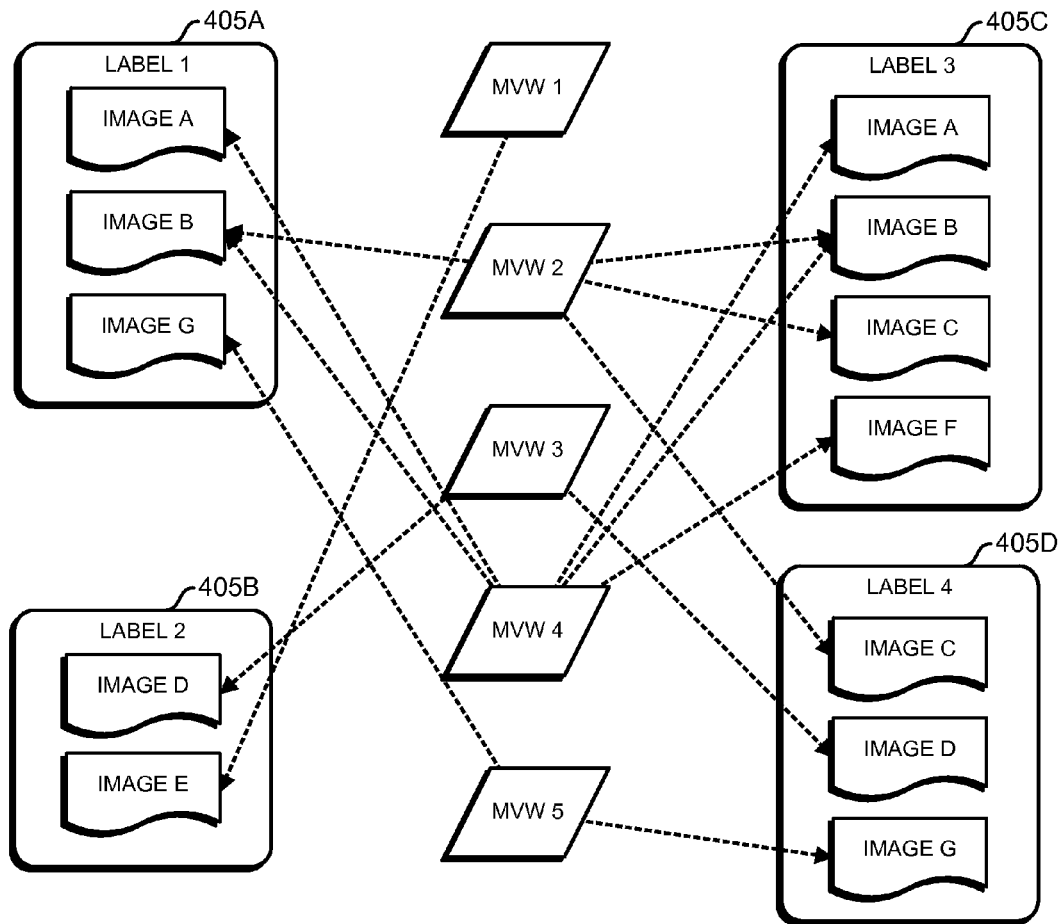 405A
LABEL 1
IMAGE A
IMAGE B
IMAGE G
405B
LABEL 2
IMAGE D
IMAGE E
MVW 1
MVW 2
MVW 3
MVW 4
MVW 5
405C
LABEL 3
IMAGE A
IMAGE B
IMAGE C
IMAGE F
405D
LABEL 4
IMAGE C
IMAGE D
IMAGE G